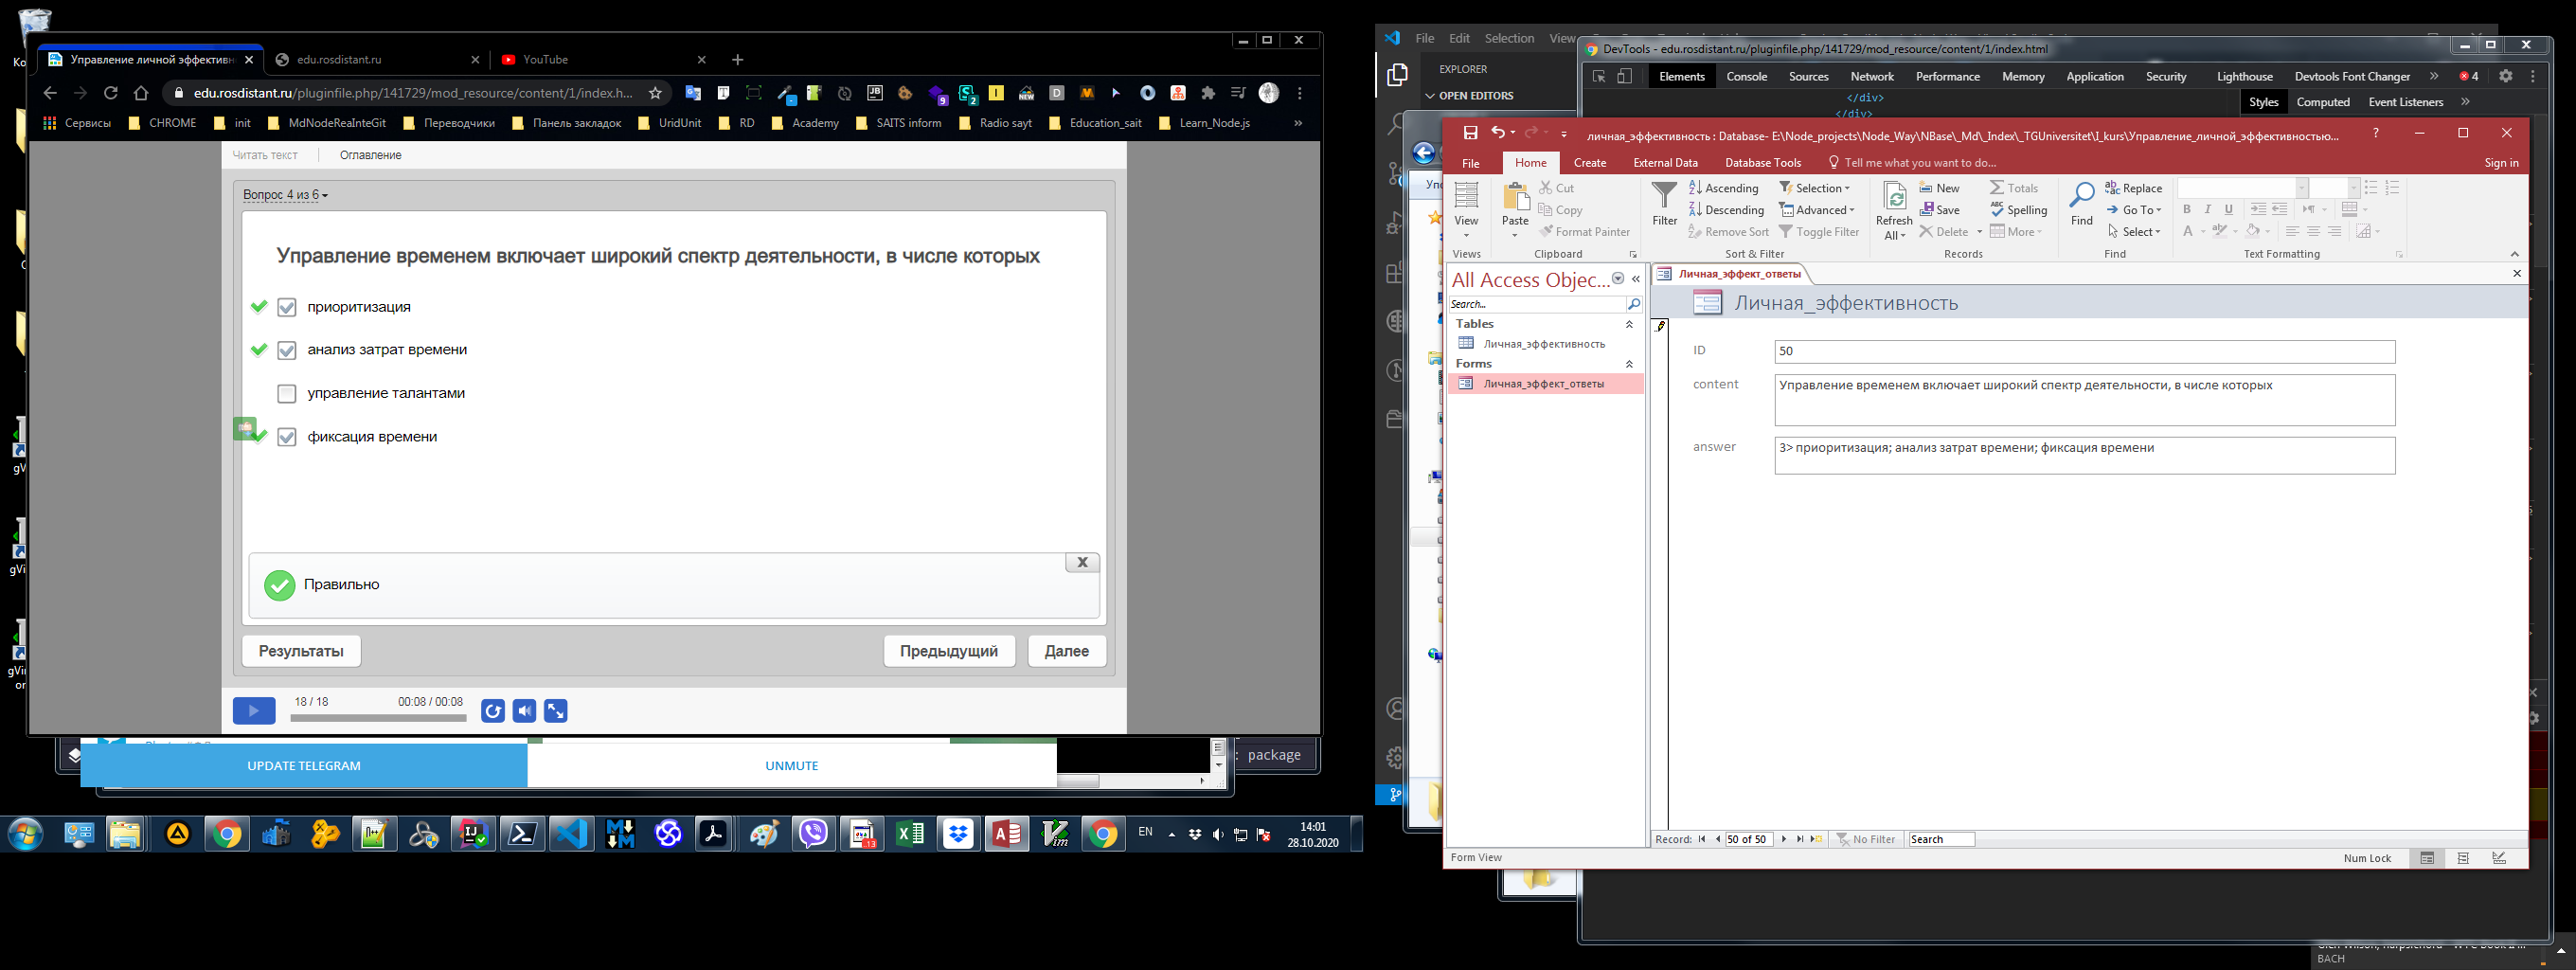 Управление личной эффективн
edu.rosdistant.ru
YouTube
edu.rosdistant.ru/pluginfile.php/141729/mod_resource/content/1/index.h...
Сервисы
CHROME
init
MdNodeReaInteGit
Переводчики
Панель закладок
UridUnit
RD
Academy
SAITS inform
Radio sayt
Education_sait
Learn_Node.js
Читать текст
Оглавление
Вопрос 4 из 6
Управление временем включает широкий спектр деятельности, в числе которых
приоритизация
анализ затрат времени
управление талантами
фиксация времени
Правильно
Результаты
Предыдущий
Далее
18 / 18
00:08 / 00:08
UPDATE TELEGRAM
UNMUTE
: package
EN
14:01
28.10.2020
File
Edit
Selection
View
EXPLORER
OPEN EDITORS
DevTools - edu.rosdistant.ru/pluginfile.php/141729/mod_resource/content/1/index.html
Elements
Console
Sources
Network
Performance
Memory
Application
Security
Lighthouse
Devtools Font Changer
4
</div>
</div>
Styles
Computed
Event Listeners
личная_эффективность : Database- E:\Node_projects\Node_Way\NBase\_Md\_Index\_TGUniversitet\I_kurs\Управление_личной_эффективностью...
File
Home
Create
External Data
Database Tools
Tell me what you want to do...
Sign in
View
Views
Paste
Cut
Copy
Format Painter
Clipboard
Filter
Ascending
Descending
Remove Sort
Selection
Advanced
Toggle Filter
Sort & Filter
Refresh
All
New
Save
Delete
Totals
Spelling
More
Records
Find
Replace
Go To
Select
Find
Text Formatting
All Access Objec...
Search...
Tables
Личная_эффективность
Forms
Личная_эффект_ответы
Личная_эффект_ответы
Личная_эффективность
ID
50
content
Управление временем включает широкий спектр деятельности, в числе которых
answer
3> приоритизация; анализ затрат времени; фиксация времени
Record:
50 of 50
No Filter
Search
Form View
Num Lock
BACH